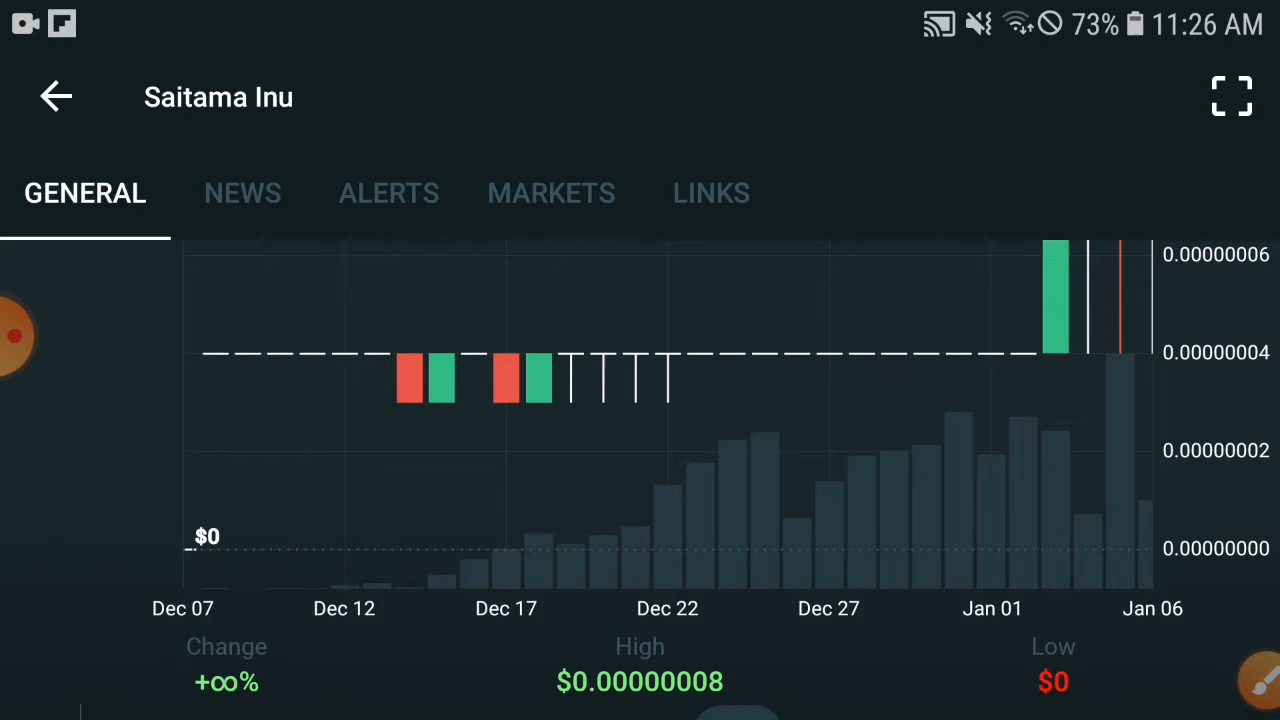 73% 11:26 AM
Saitama Inu
GENERAL NEWS ALERTS MARKETS LINKS
0.00000006
0.00000004
0.00000002
$0
0.00000000
Dec 07 Dec 12 Dec 17 Dec 22 Dec 27 Jan 01 Jan 06
Change High Low
+∞% $0.00000008 $0